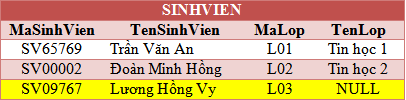 SINHVIEN
MaSinhVien TenSinhVien MaLop TenLop
SV65769 Trần Văn An L01 Tin học 1
SV00002 Đoàn Minh Hồng L02 Tin học 2
SV09767 Lương Hồng Vy L03 NULL